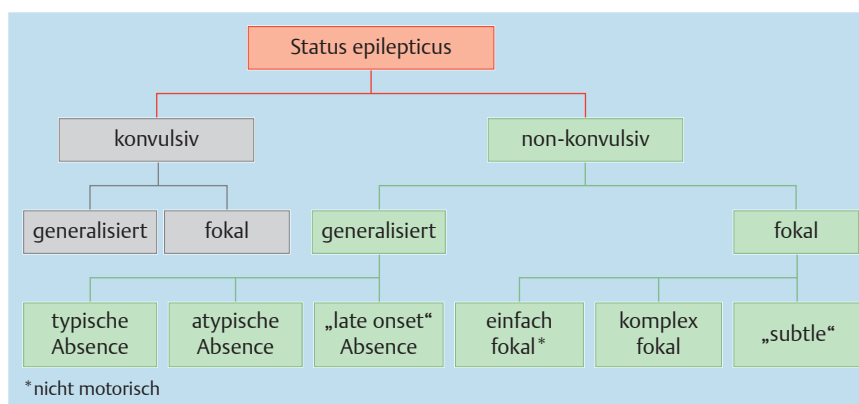 Status epilepticus
konvulsiv
non-konvulsiv
generalisiert
fokal
generalisiert
fokal
typische
Absence
atypische
Absence
„late onset“
Absence
einfach
fokal*
komplex
fokal
„subtle“
*nicht motorisch